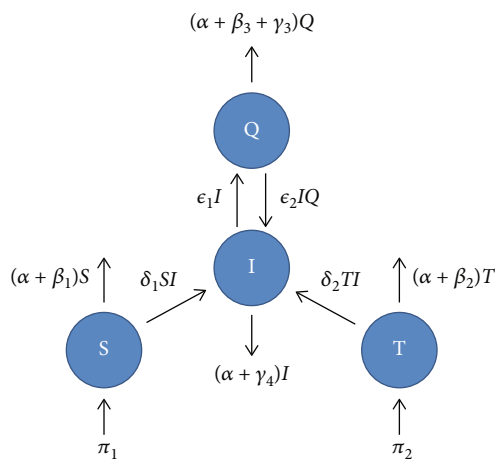 (α + β₃ + γ₃)Q
Q
ϵ₁I
ϵ₂IQ
I
(α + β₁)S
δ₁SI
δ₂TI
(α + β₂)T
S
T
(α + γ₄)I
π₁
π₂